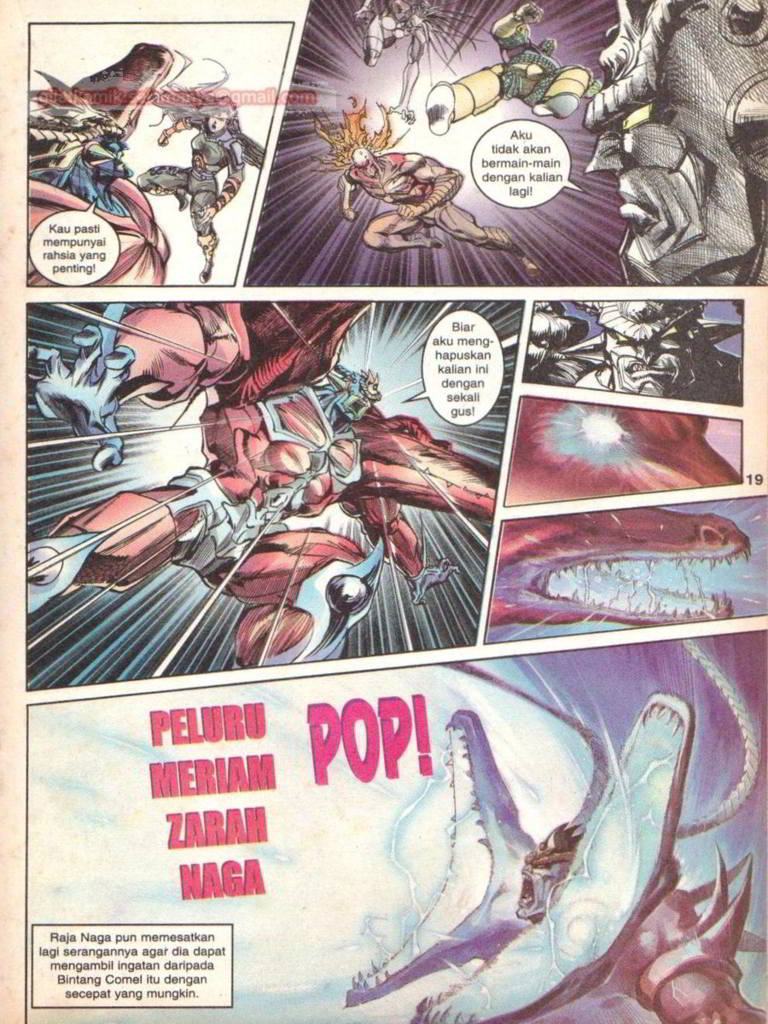 Kau pasti
mempunyai
rahsia yang
penting!
Aku
tidak akan
bermain-main
dengan kalian
lagi!
Biar
aku meng-
hapuskan
kalian ini
dengan
sekali
gus!
19
PELURU
MERIAM
ZARAH
NAGA
POP!
Raja Naga pun memesatkan
lagi serangannya agar dia dapat
mengambil ingatan daripada
Bintang Comel itu dengan
secepat yang mungkin.